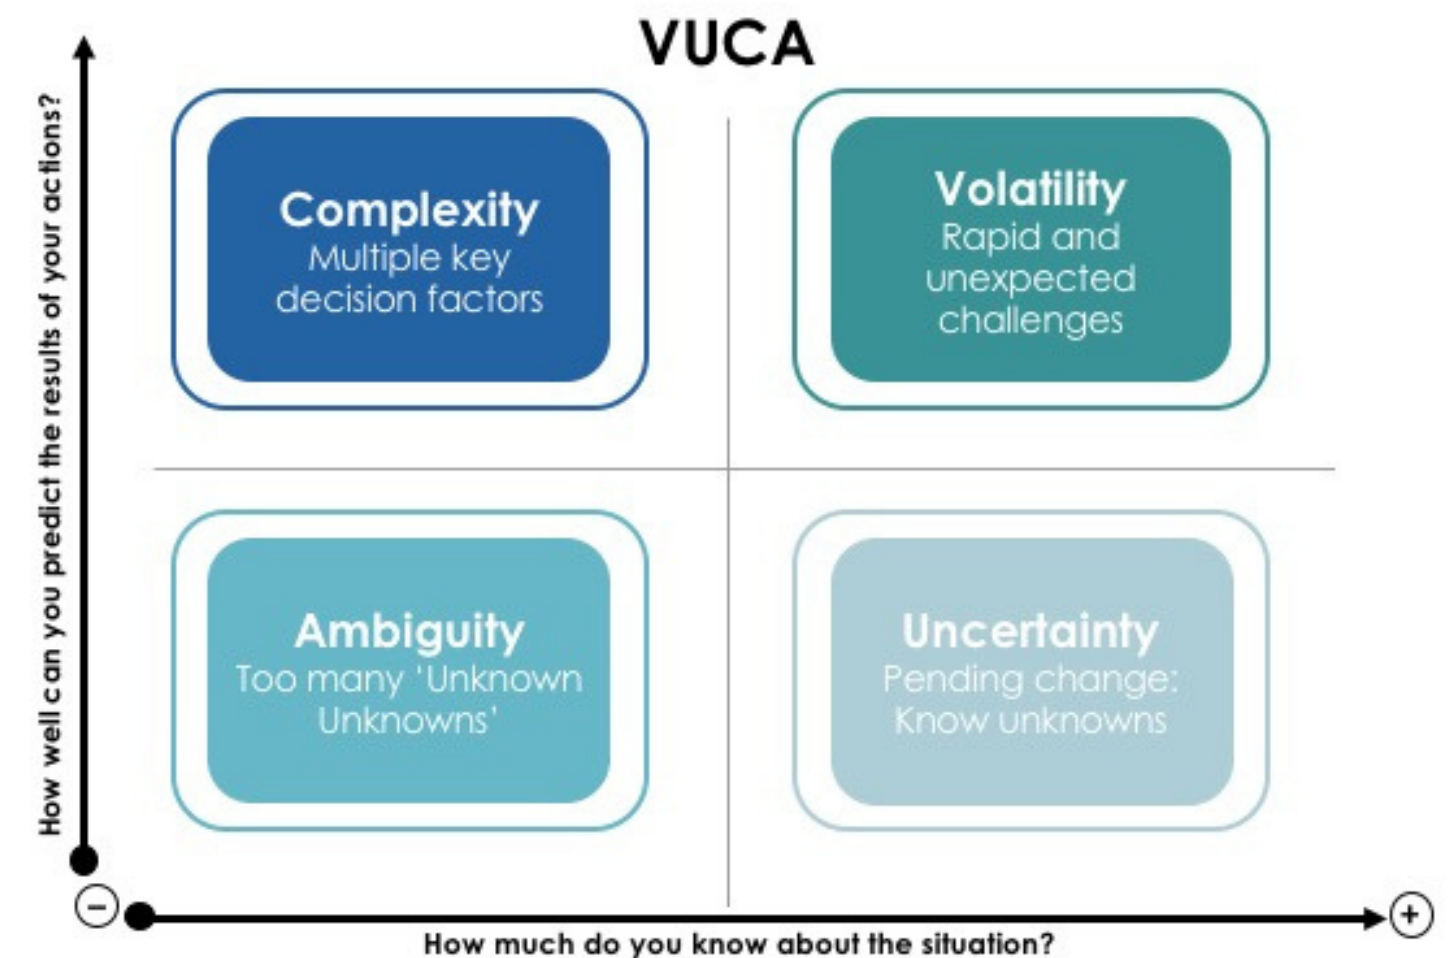 VUCA
How well can you predict the results of your actions?
Complexity
Multiple key
decision factors
Volatility
Rapid and
unexpected
challenges
Ambiguity
Too many ‘Unknown
Unknowns’
Uncertainty
Pending change:
Know unknowns
−
+
How much do you know about the situation?